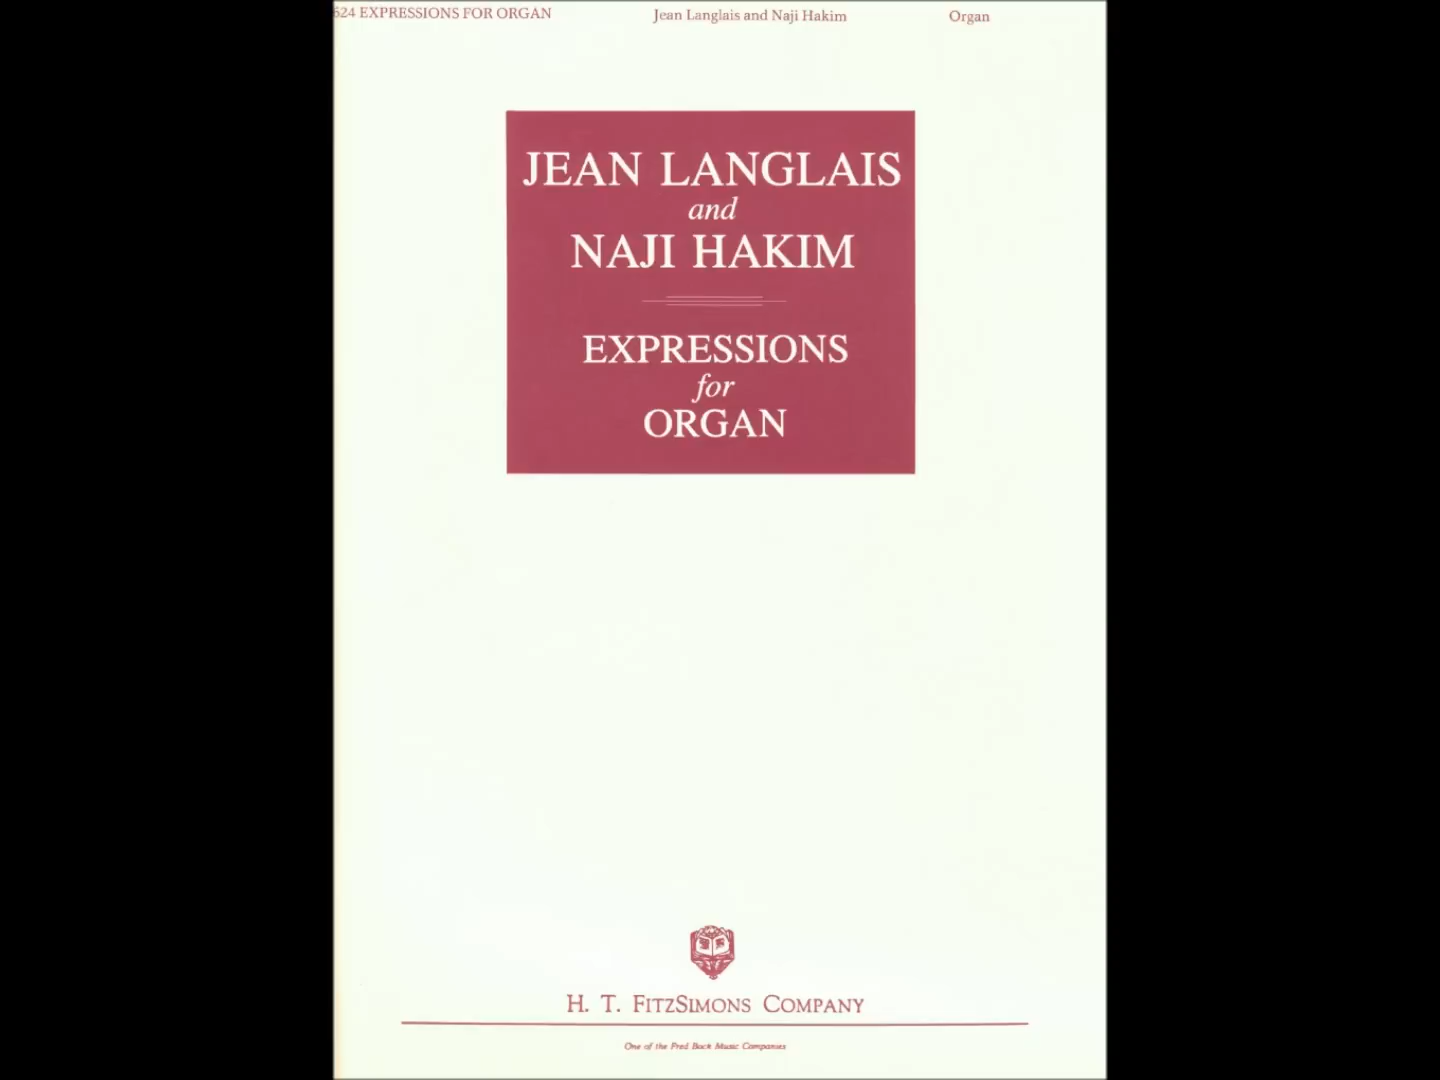 524 EXPRESSIONS FOR ORGAN Jean Langlais and Naji Hakim Organ
JEAN LANGLAIS
and
NAJI HAKIM
EXPRESSIONS
for
ORGAN
H. T. FITZSIMONS COMPANY
One of the Fred Bock Music Companies